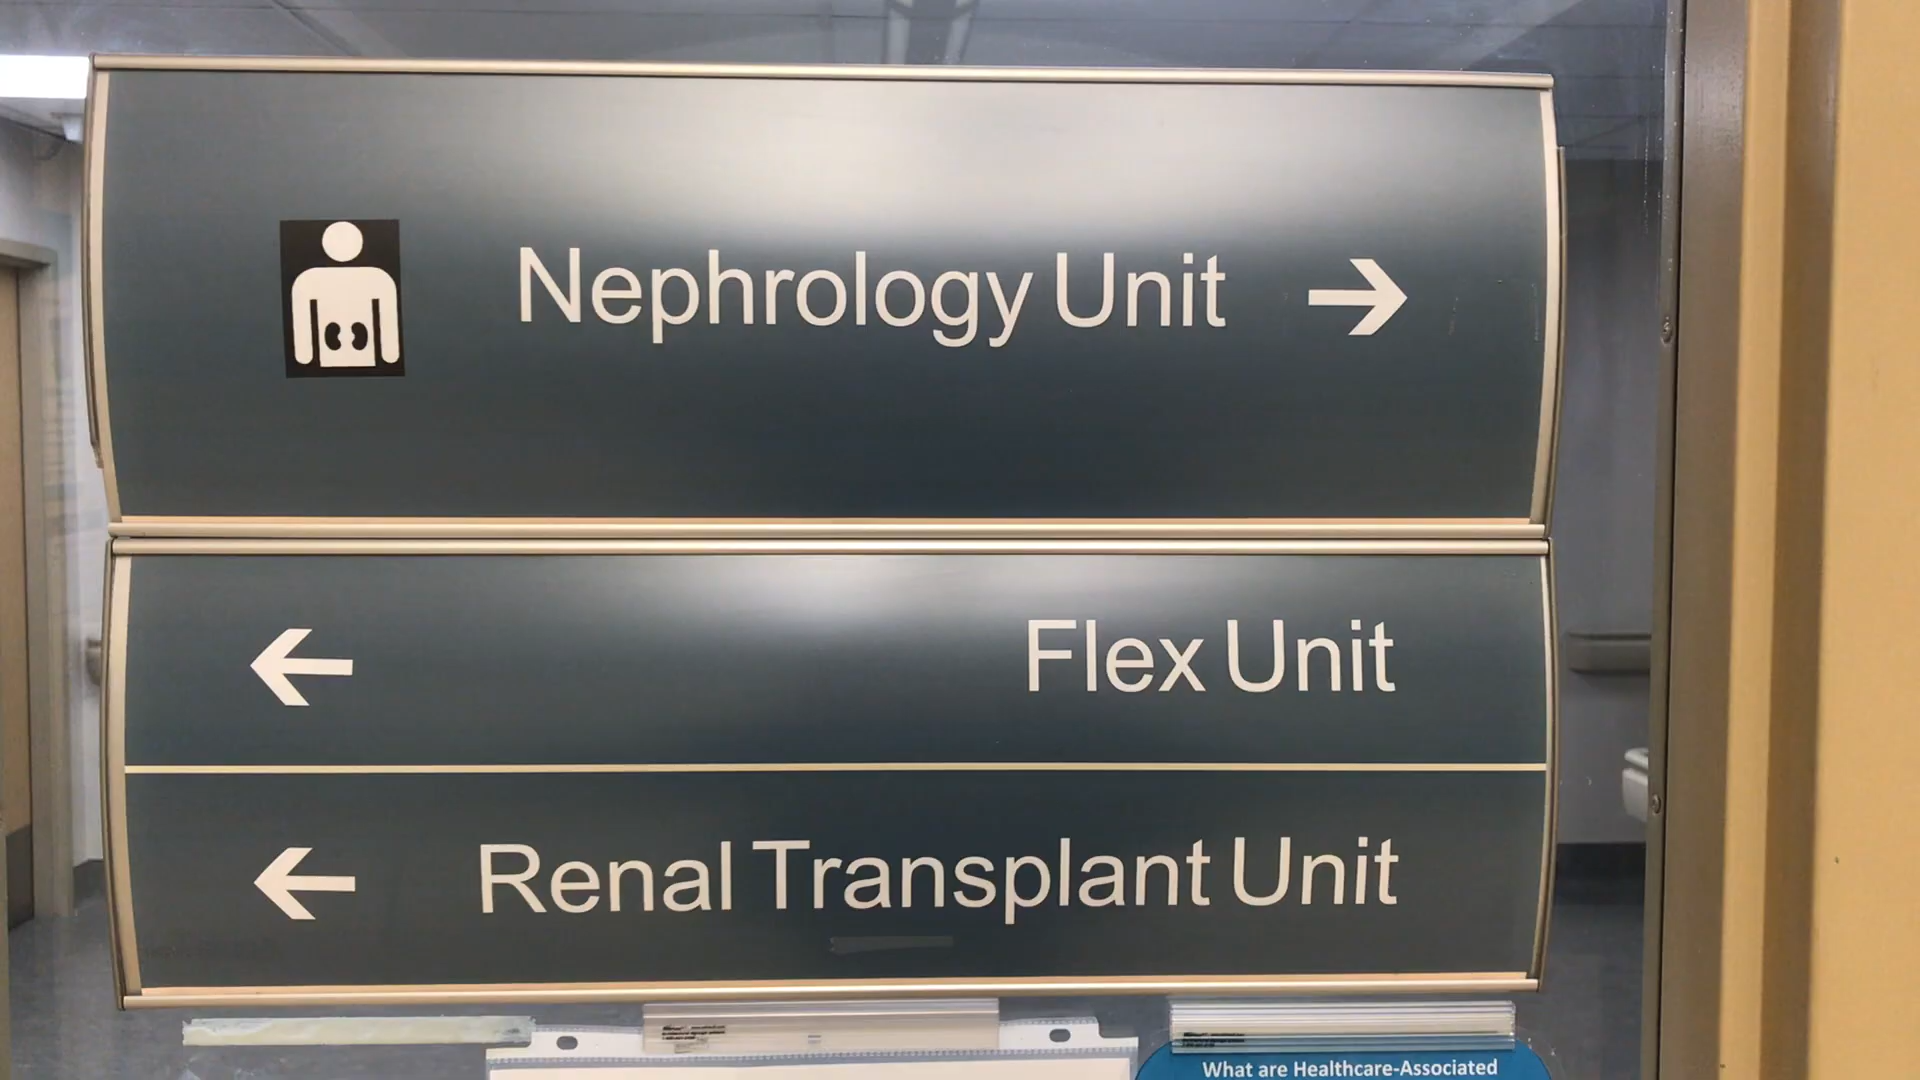 Nephrology Unit →
← Flex Unit
← Renal Transplant Unit
What are Healthcare-Associated